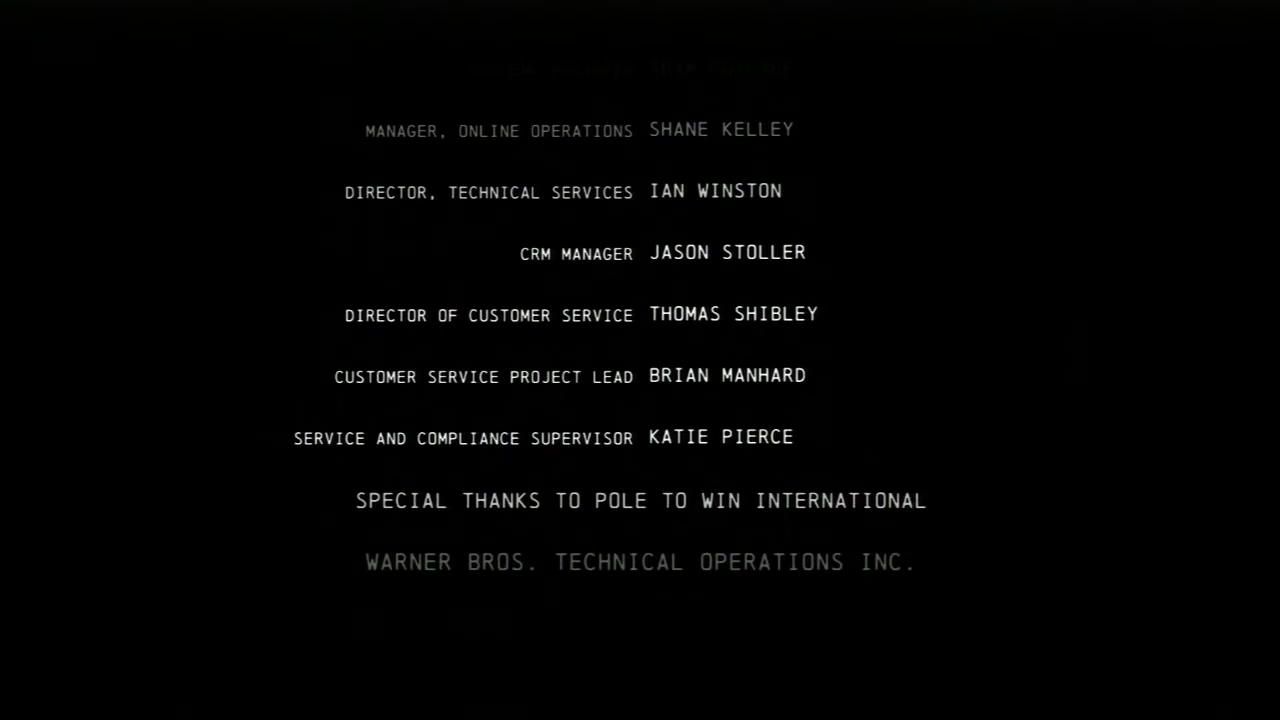 MANAGER, ONLINE OPERATIONS SHANE KELLEY
DIRECTOR, TECHNICAL SERVICES IAN WINSTON
CRM MANAGER JASON STOLLER
DIRECTOR OF CUSTOMER SERVICE THOMAS SHIBLEY
CUSTOMER SERVICE PROJECT LEAD BRIAN MANHARD
SERVICE AND COMPLIANCE SUPERVISOR KATIE PIERCE
SPECIAL THANKS TO POLE TO WIN INTERNATIONAL
WARNER BROS. TECHNICAL OPERATIONS INC.